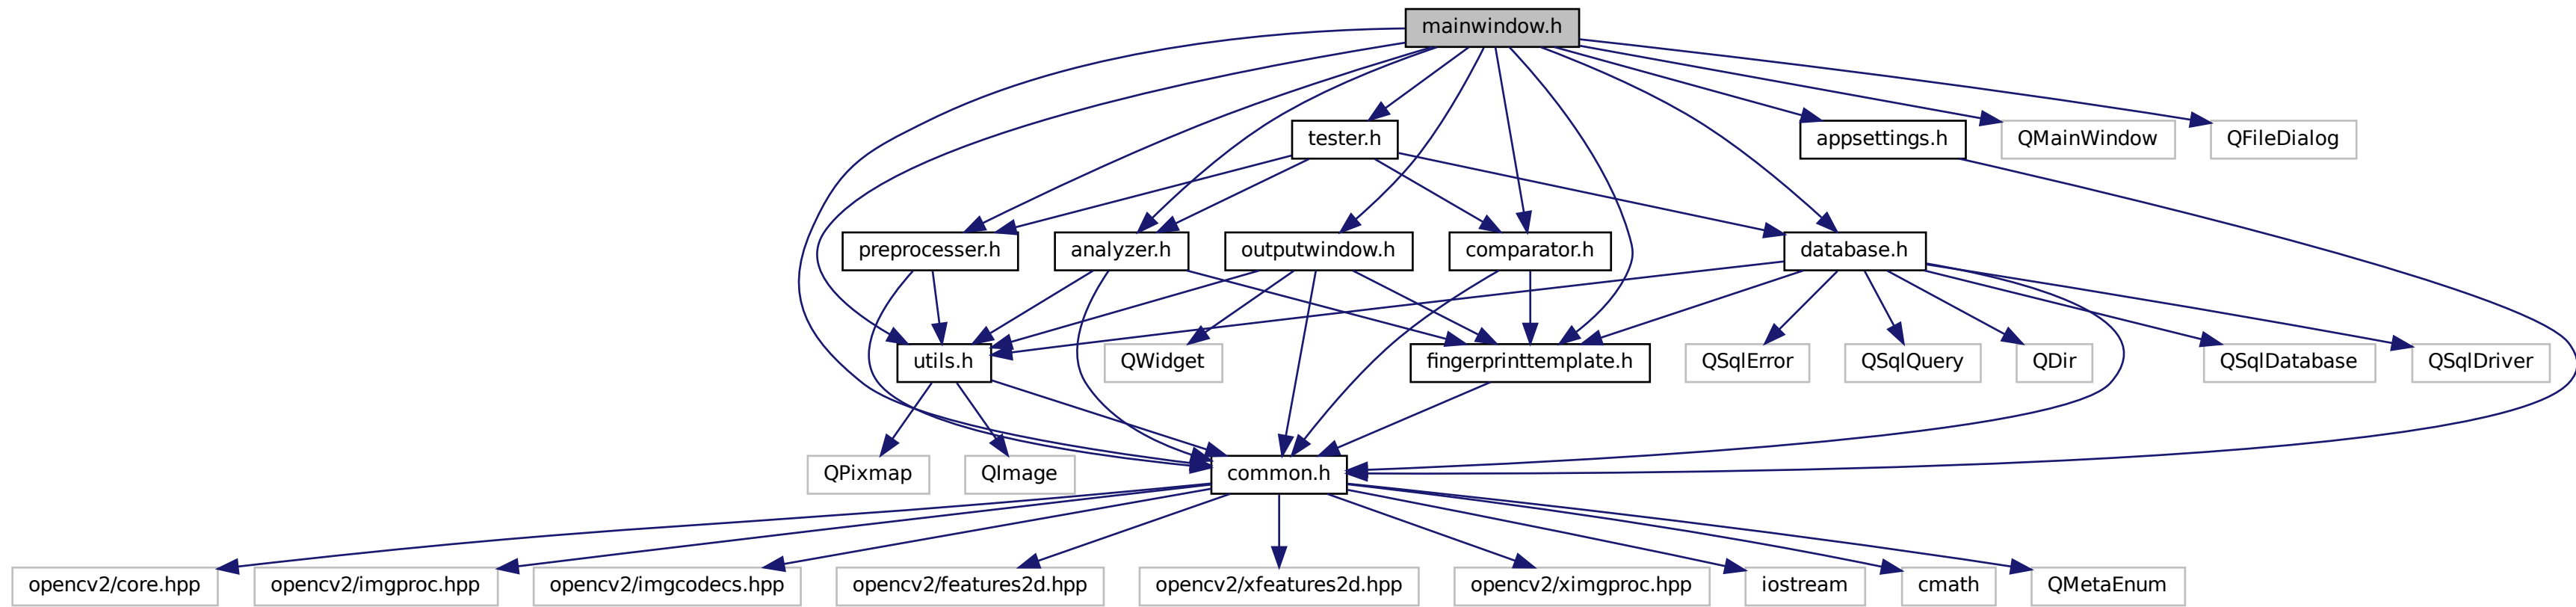 mainwindow.h
tester.h
appsettings.h
QMainWindow
QFileDialog
preprocesser.h
analyzer.h
outputwindow.h
comparator.h
database.h
utils.h
QWidget
fingerprinttemplate.h
QSqlError
QSqlQuery
QDir
QSqlDatabase
QSqlDriver
QPixmap
QImage
common.h
opencv2/core.hpp
opencv2/imgproc.hpp
opencv2/imgcodecs.hpp
opencv2/features2d.hpp
opencv2/xfeatures2d.hpp
opencv2/ximgproc.hpp
iostream
cmath
QMetaEnum